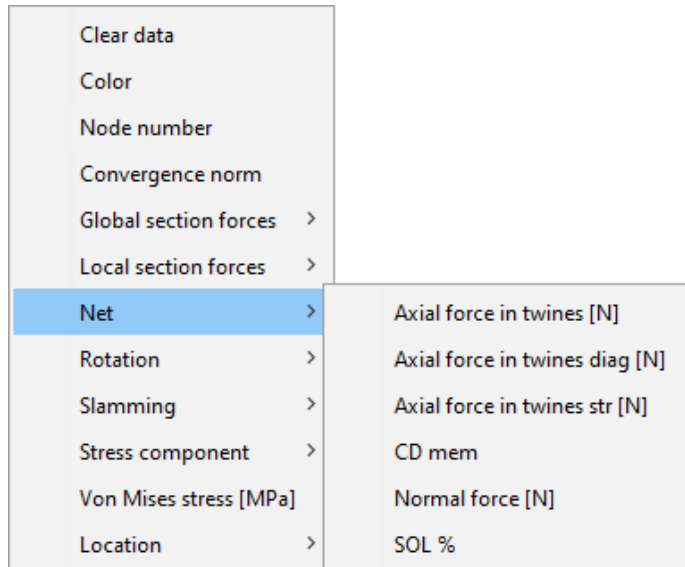 Clear data
Color
Node number
Convergence norm
Global section forces
Local section forces
Net
Rotation
Slamming
Stress component
Von Mises stress [MPa]
Location
Axial force in twines [N]
Axial force in twines diag [N]
Axial force in twines str [N]
CD mem
Normal force [N]
SOL %